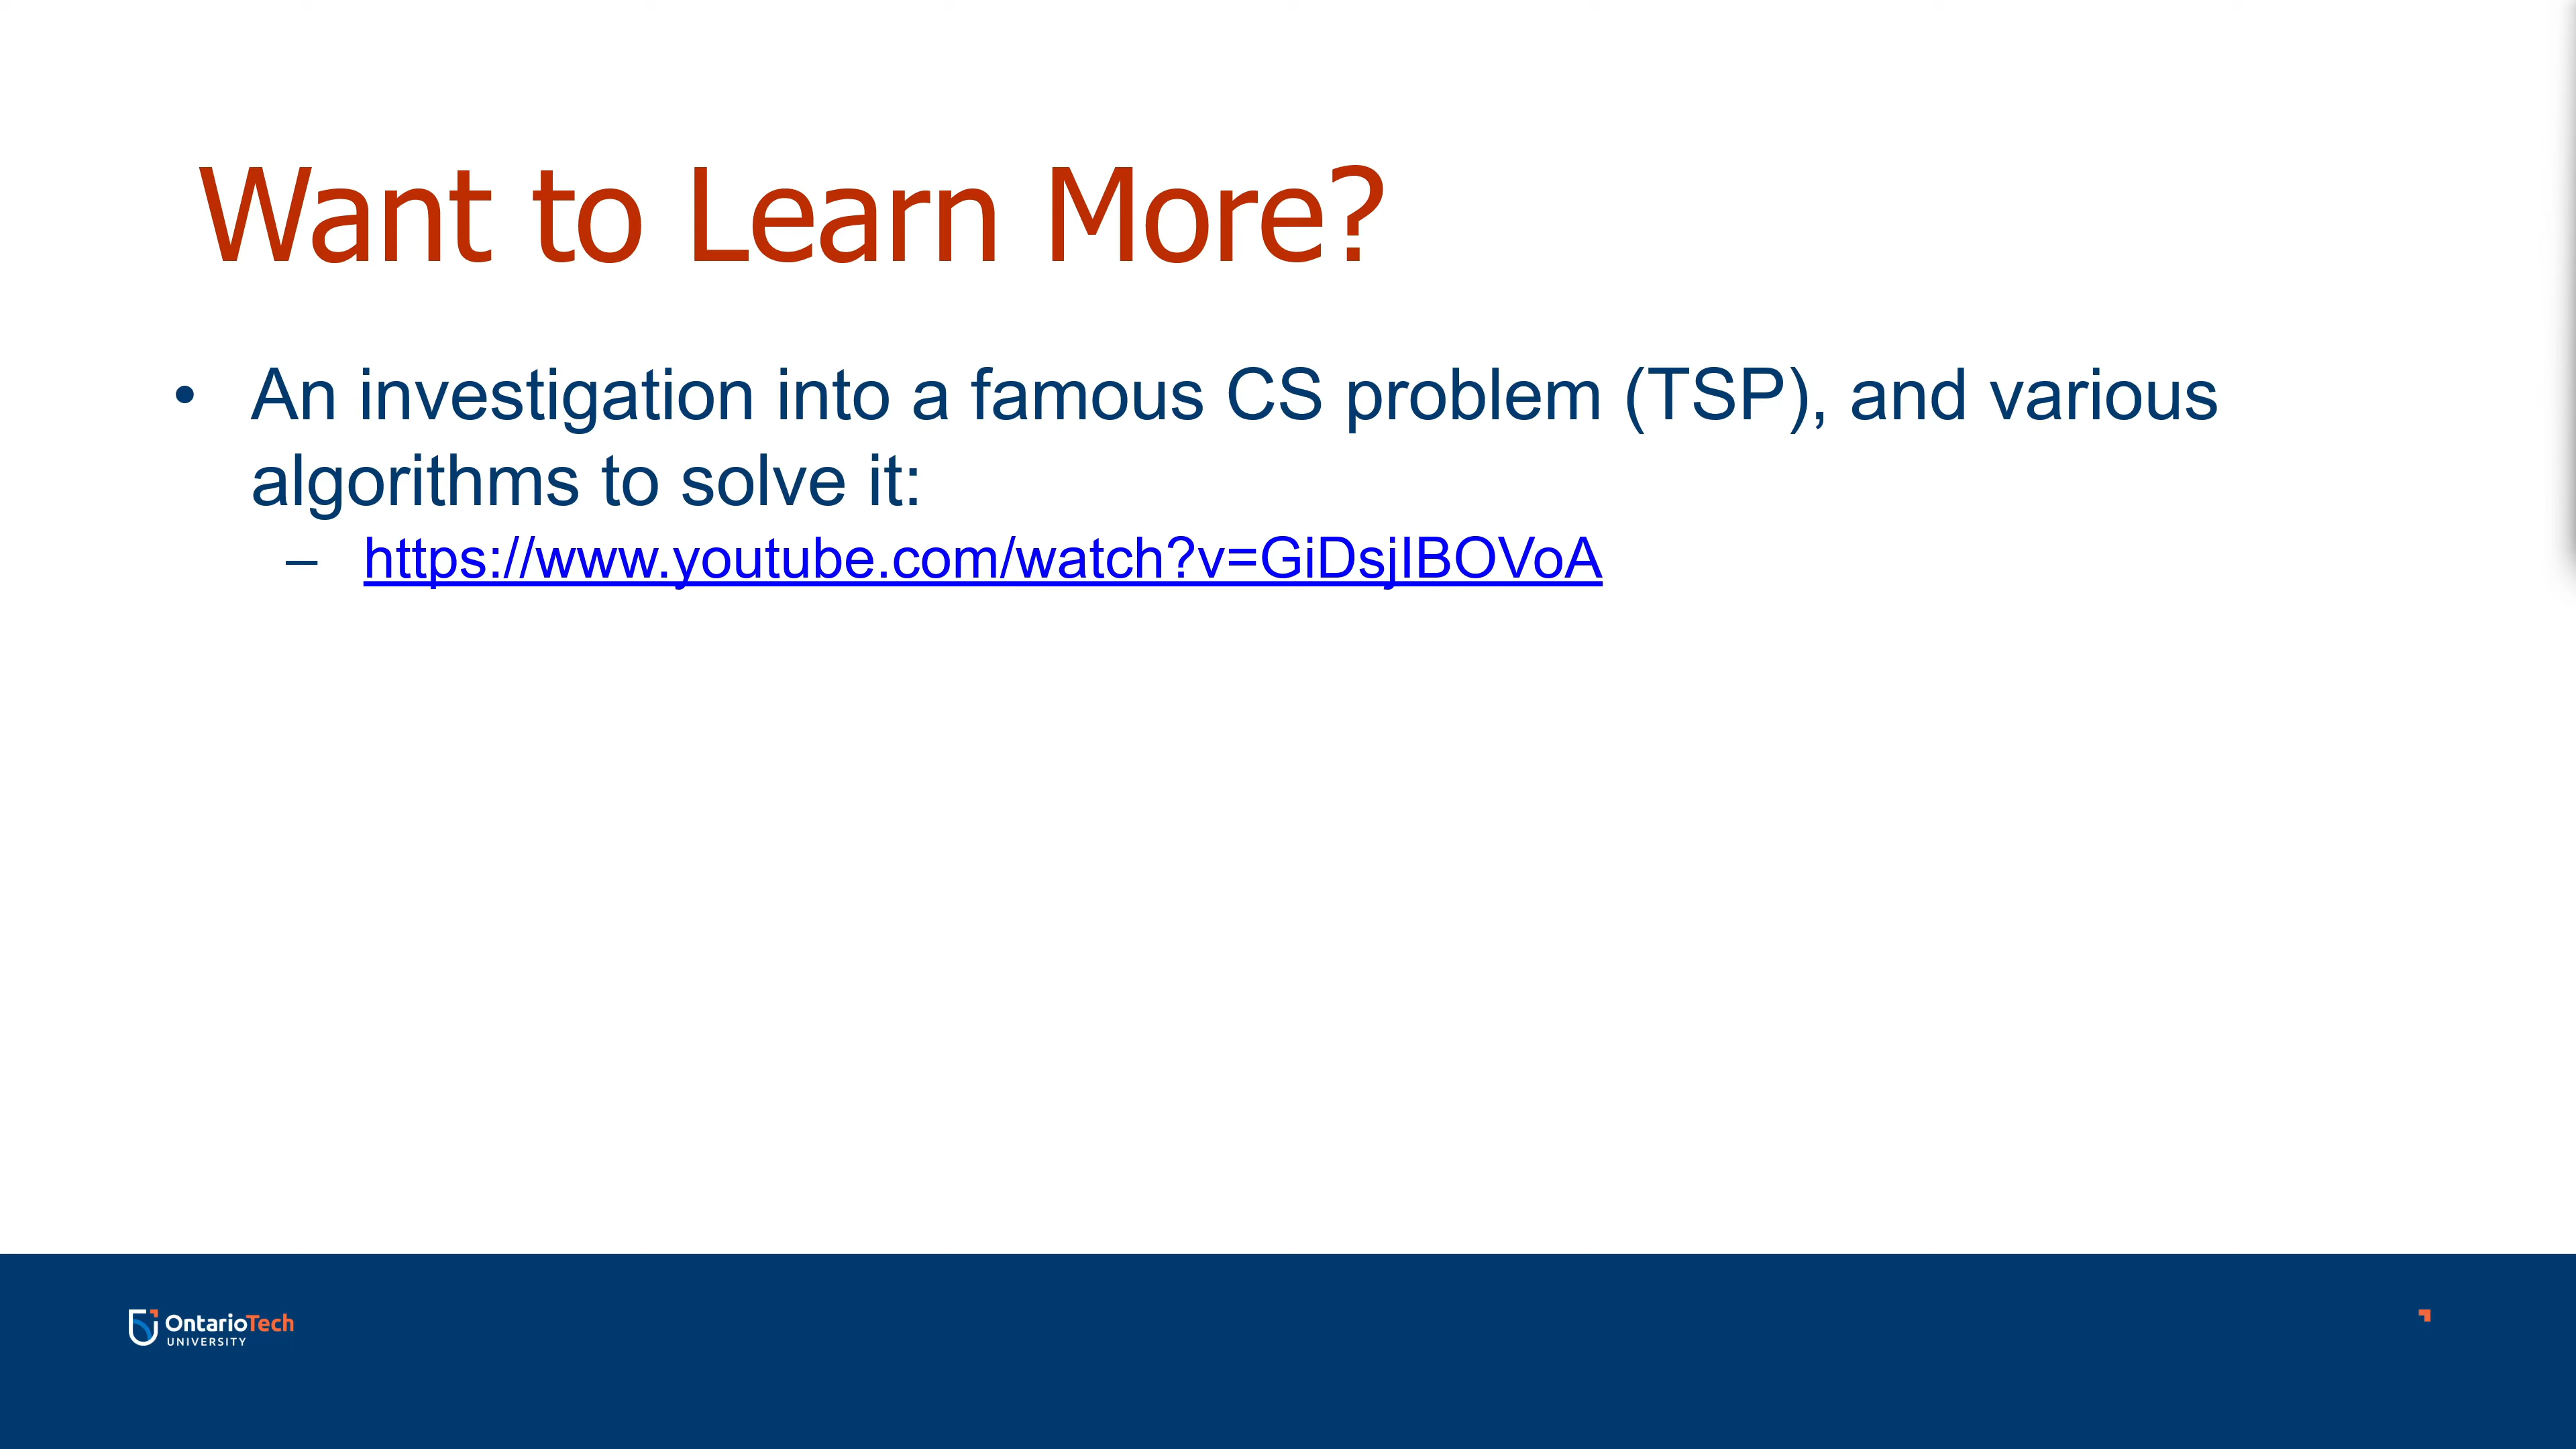 Want to Learn More?
• An investigation into a famous CS problem (TSP), and various
algorithms to solve it:
– https://www.youtube.com/watch?v=GiDsjIBOVoA
OntarioTech
UNIVERSITY